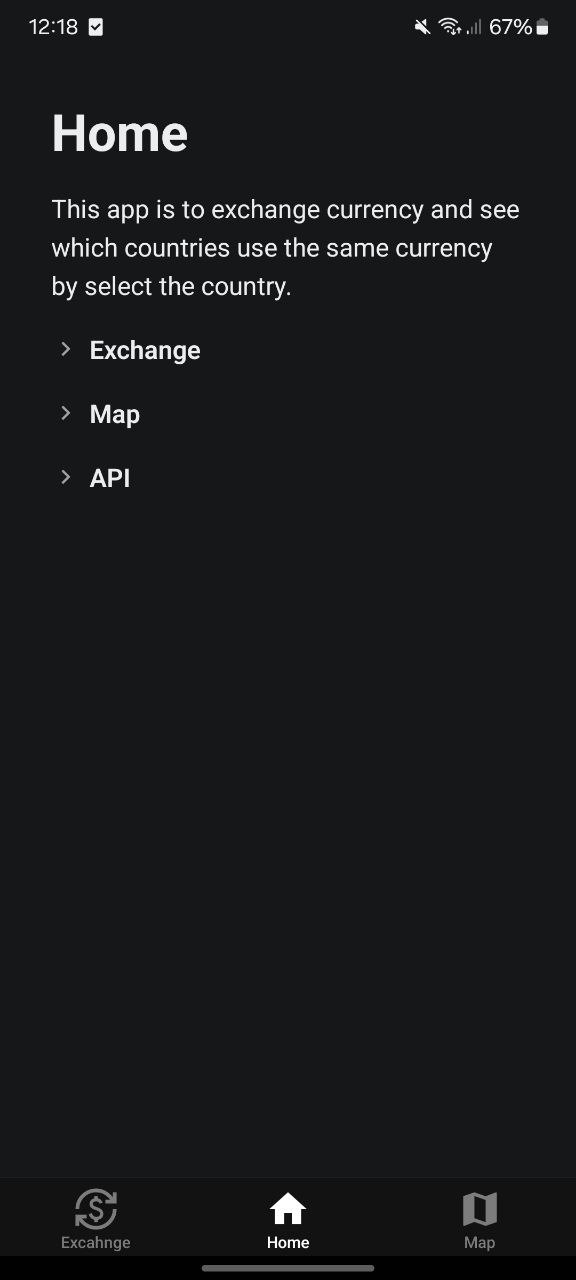 12:18 67%
Home
This app is to exchange currency and see
which countries use the same currency
by select the country.
Exchange
Map
API
Excahnge Home Map